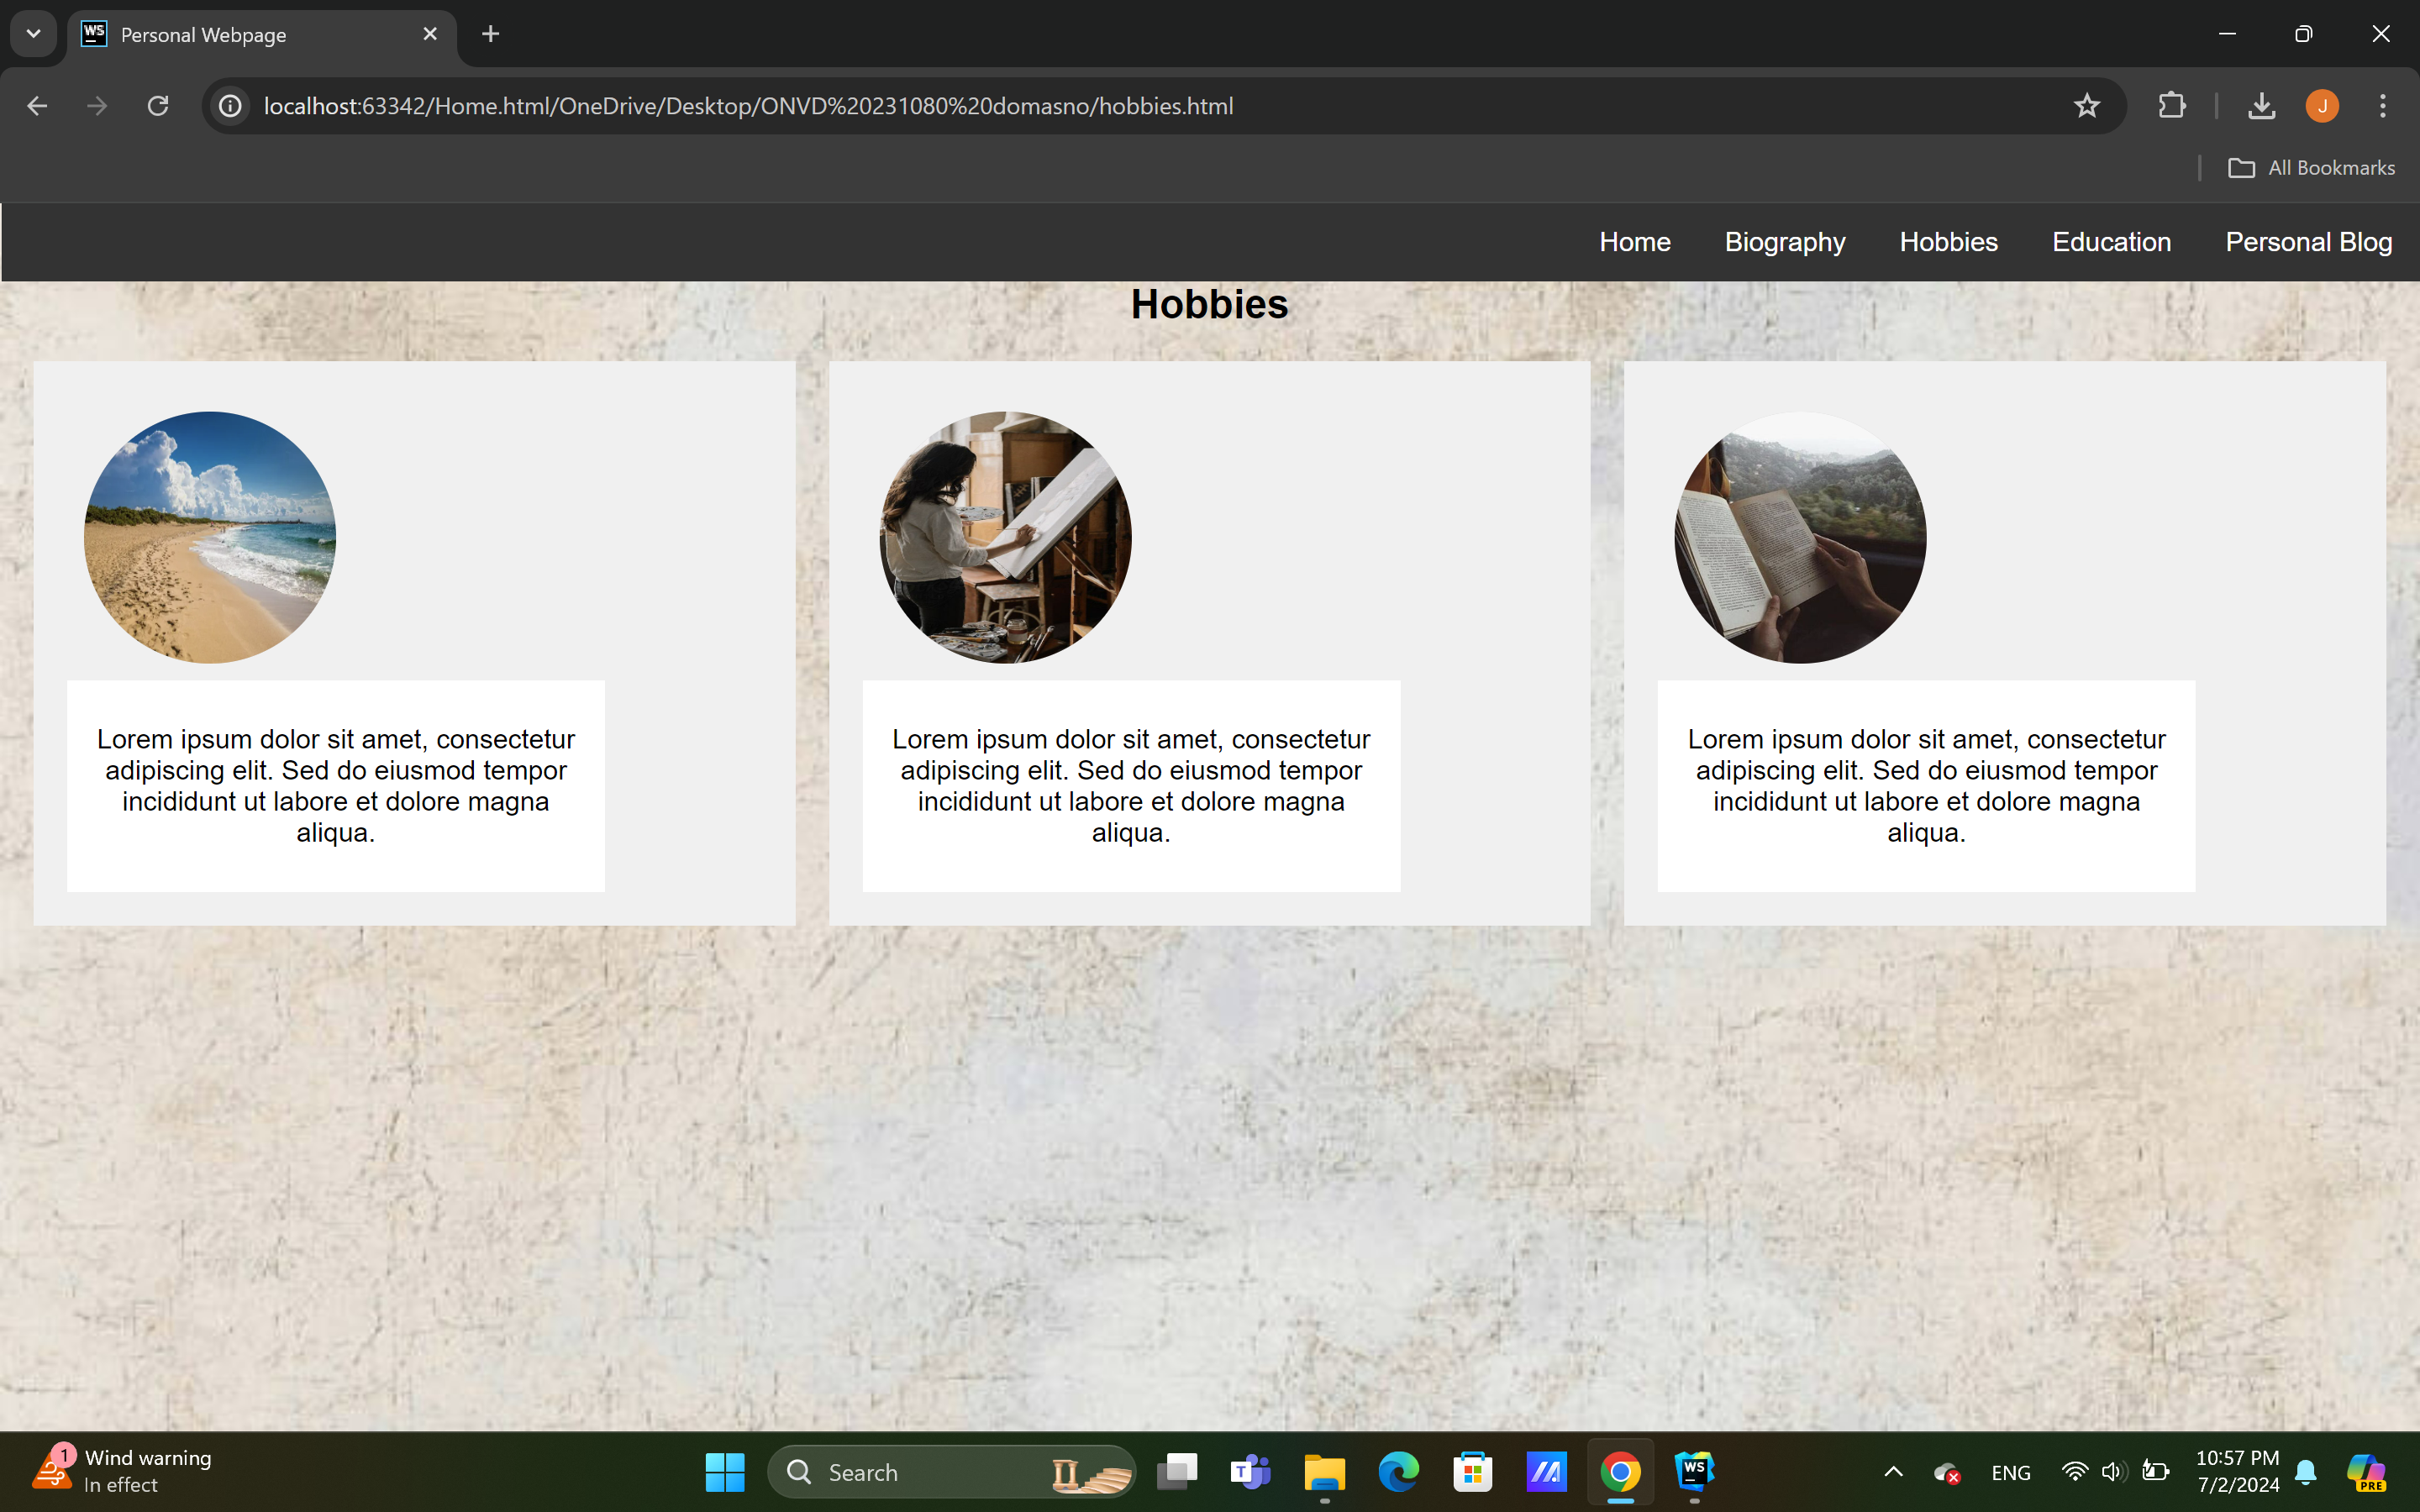 WS
Personal Webpage
localhost:63342/Home.html/OneDrive/Desktop/ONVD%20231080%20domasno/hobbies.html
J
All Bookmarks
Home Biography Hobbies Education Personal Blog
Hobbies
Lorem ipsum dolor sit amet, consectetur
adipiscing elit. Sed do eiusmod tempor
incididunt ut labore et dolore magna
aliqua.
Lorem ipsum dolor sit amet, consectetur
adipiscing elit. Sed do eiusmod tempor
incididunt ut labore et dolore magna
aliqua.
Lorem ipsum dolor sit amet, consectetur
adipiscing elit. Sed do eiusmod tempor
incididunt ut labore et dolore magna
aliqua.
1
Wind warning
In effect
Search
T
WS
ENG
10:57 PM
7/2/2024
PRE